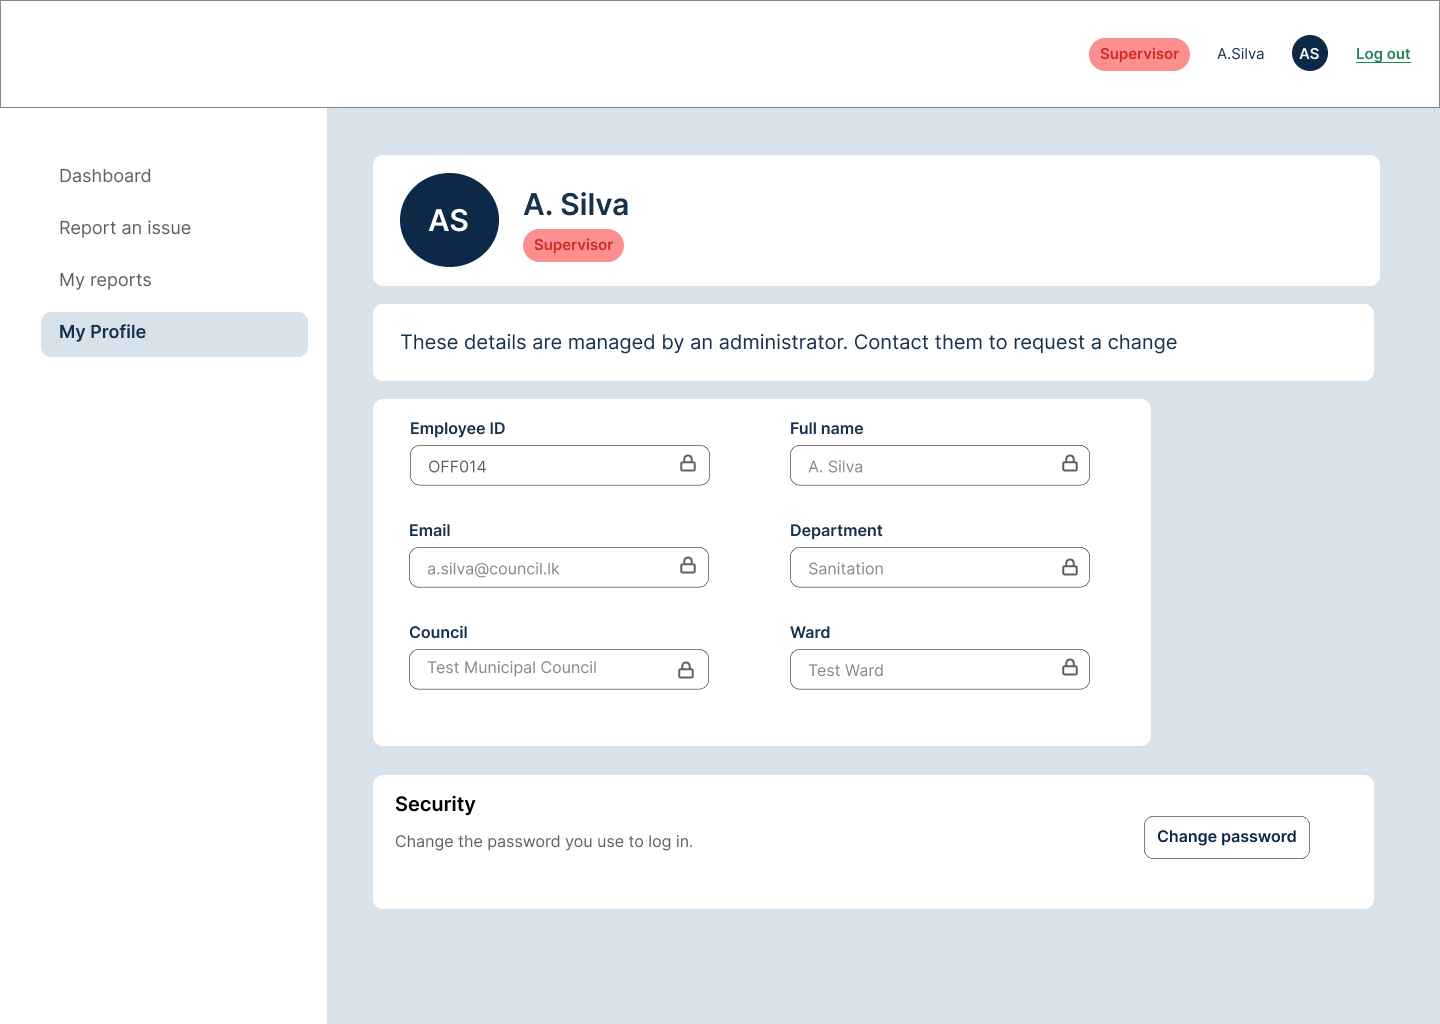 Supervisor A.Silva AS Log out
Dashboard
Report an issue
My reports
My Profile
AS
A. Silva
Supervisor
These details are managed by an administrator. Contact them to request a change
Employee ID Full name
OFF014 A. Silva
Email Department
a.silva@council.lk Sanitation
Council Ward
Test Municipal Council Test Ward
Security
Change the password you use to log in.
Change password